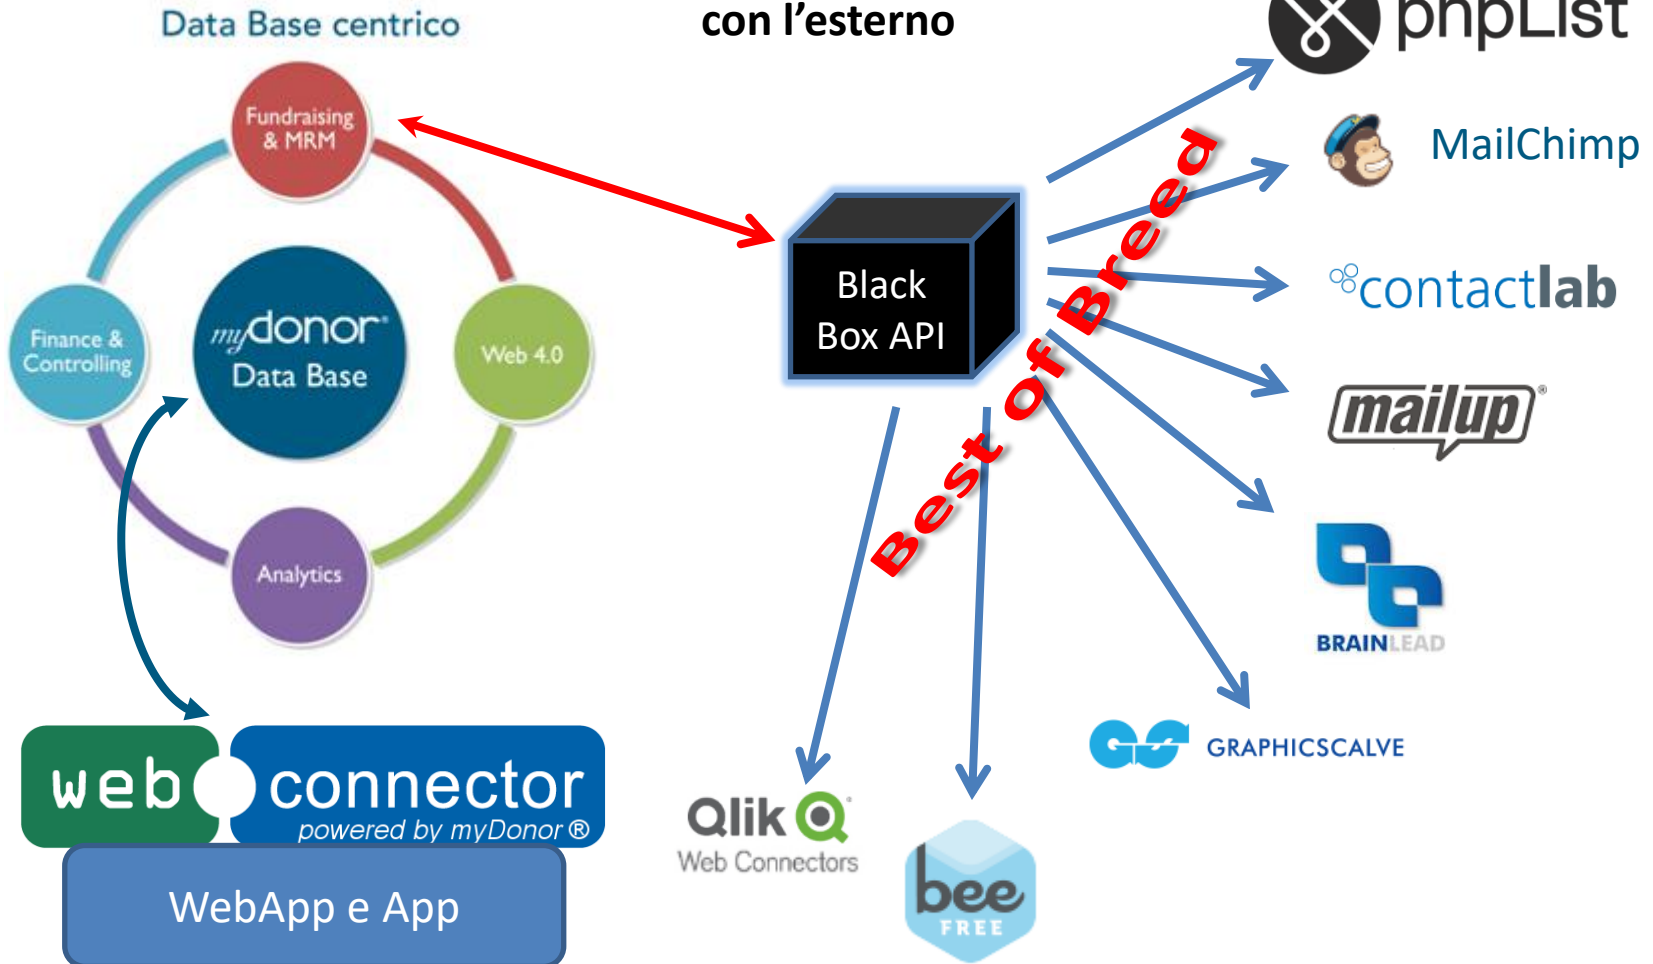 Data Base centrico
con l'esterno
phpList
Fundraising
& MRM
MailChimp
Finance &
Controlling
myDonor®
Data Base
Web 4.0
Black
Box API
Best of Breed
contactlab
mailup®
Analytics
BRAINLEAD
GS
GRAPHICSCALVE
web connector
powered by myDonor ®
WebApp e App
Qlik Q
Web Connectors
bee
FREE